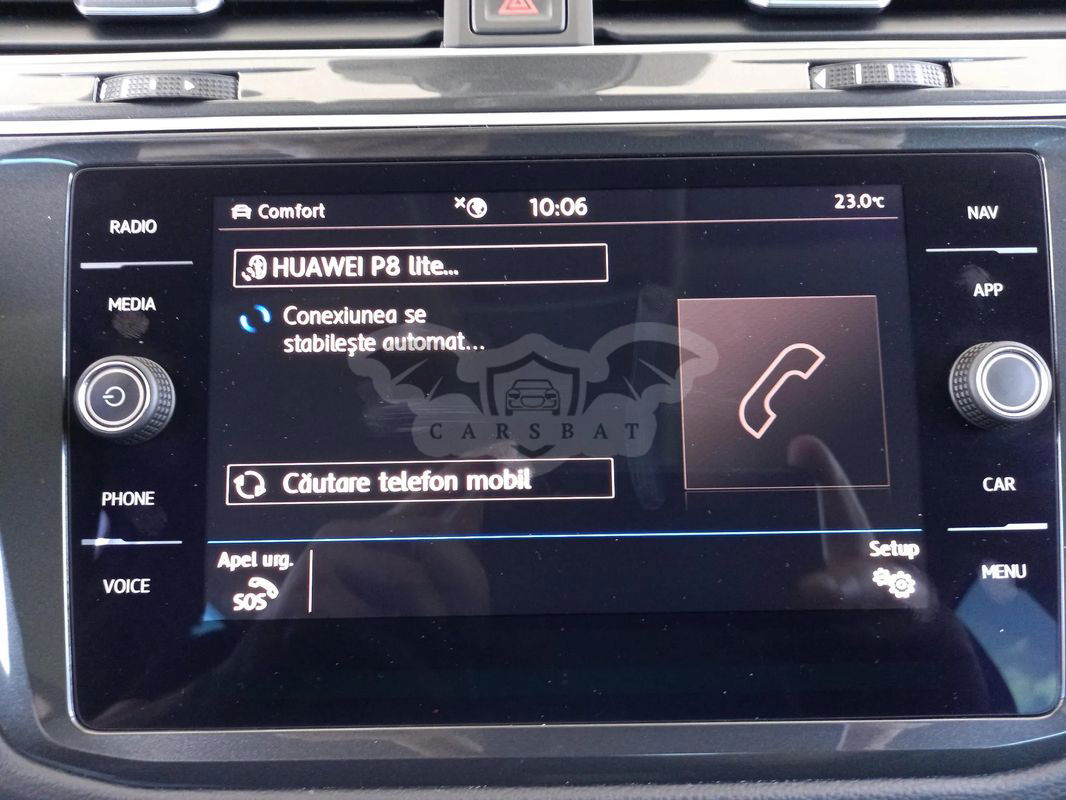 RADIO
MEDIA
PHONE
VOICE
Comfort
10:06
23.0°C
HUAWEI P8 lite...
Conexiunea se
stabilește automat...
CARSBAT
Căutare telefon mobil
Apel urg.
SOS
Setup
NAV
APP
CAR
MENU